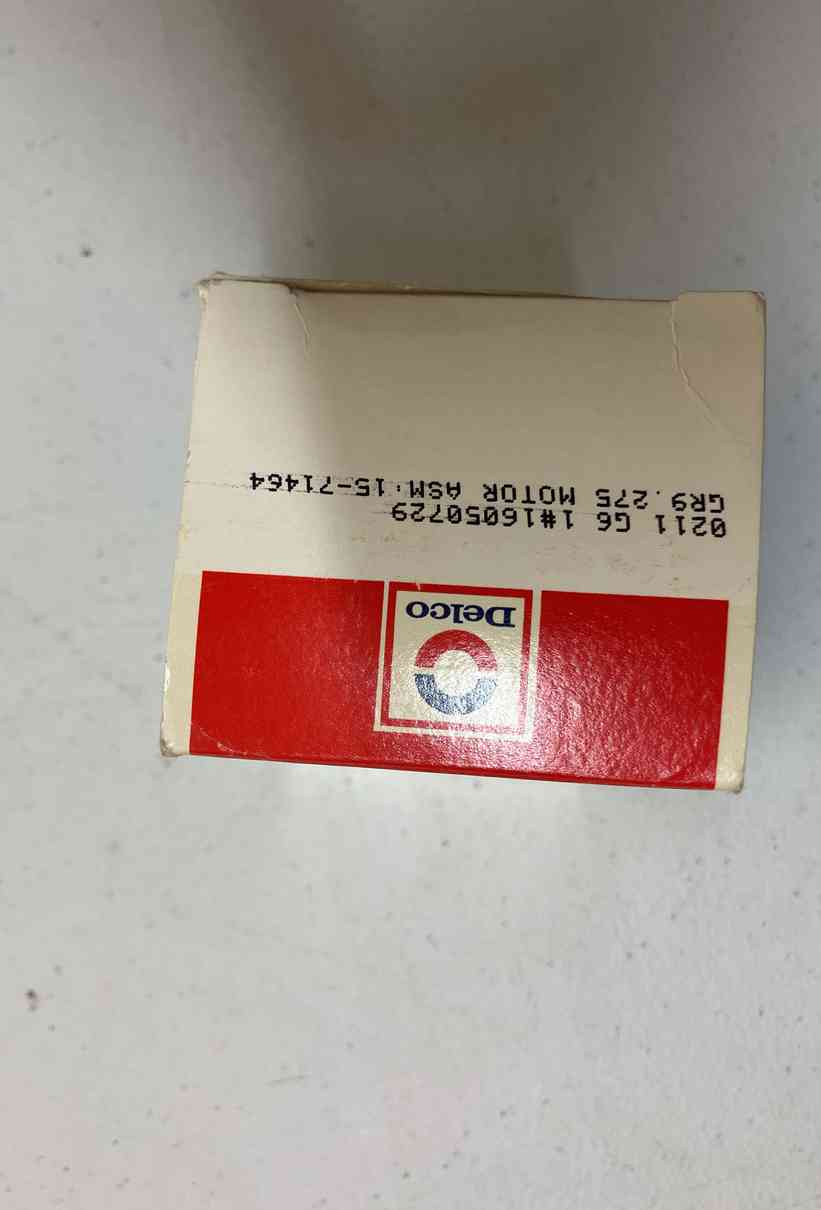 Delco
0211 G6 1#16050729
GR9.275 MOTOR ASM. 15-71464